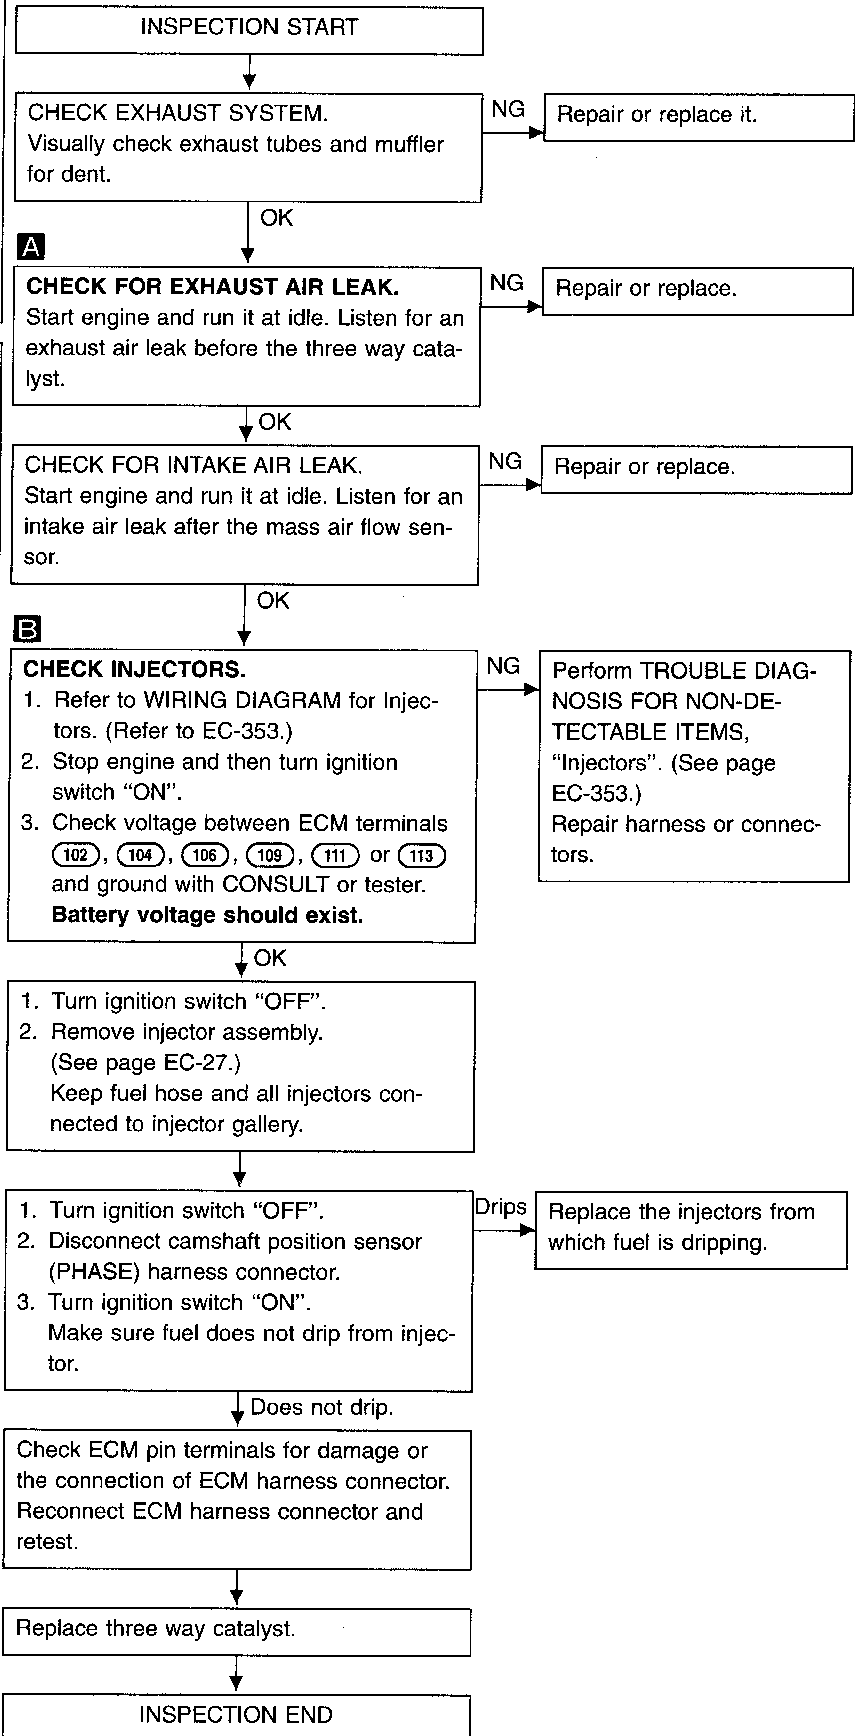 INSPECTION START
CHECK EXHAUST SYSTEM.
Visually check exhaust tubes and muffler
for dent.
NG
Repair or replace it.
OK
A
CHECK FOR EXHAUST AIR LEAK.
Start engine and run it at idle. Listen for an
exhaust air leak before the three way cata-
lyst.
NG
Repair or replace.
OK
CHECK FOR INTAKE AIR LEAK.
Start engine and run it at idle. Listen for an
intake air leak after the mass air flow sen-
sor.
NG
Repair or replace.
OK
B
CHECK INJECTORS.
1. Refer to WIRING DIAGRAM for Injec-
tors. (Refer to EC-353.)
2. Stop engine and then turn ignition
switch “ON”.
3. Check voltage between ECM terminals
102, 104, 106, 109, 111 or 113
and ground with CONSULT or tester.
Battery voltage should exist.
NG
Perform TROUBLE DIAG-
NOSIS FOR NON-DE-
TECTABLE ITEMS,
“Injectors”. (See page
EC-353.)
Repair harness or connec-
tors.
OK
1. Turn ignition switch “OFF”.
2. Remove injector assembly.
(See page EC-27.)
Keep fuel hose and all injectors con-
nected to injector gallery.
1. Turn ignition switch “OFF”.
2. Disconnect camshaft position sensor
(PHASE) harness connector.
3. Turn ignition switch “ON”.
Make sure fuel does not drip from injec-
tor.
Drips
Replace the injectors from
which fuel is dripping.
Does not drip.
Check ECM pin terminals for damage or
the connection of ECM harness connector.
Reconnect ECM harness connector and
retest.
Replace three way catalyst.
INSPECTION END